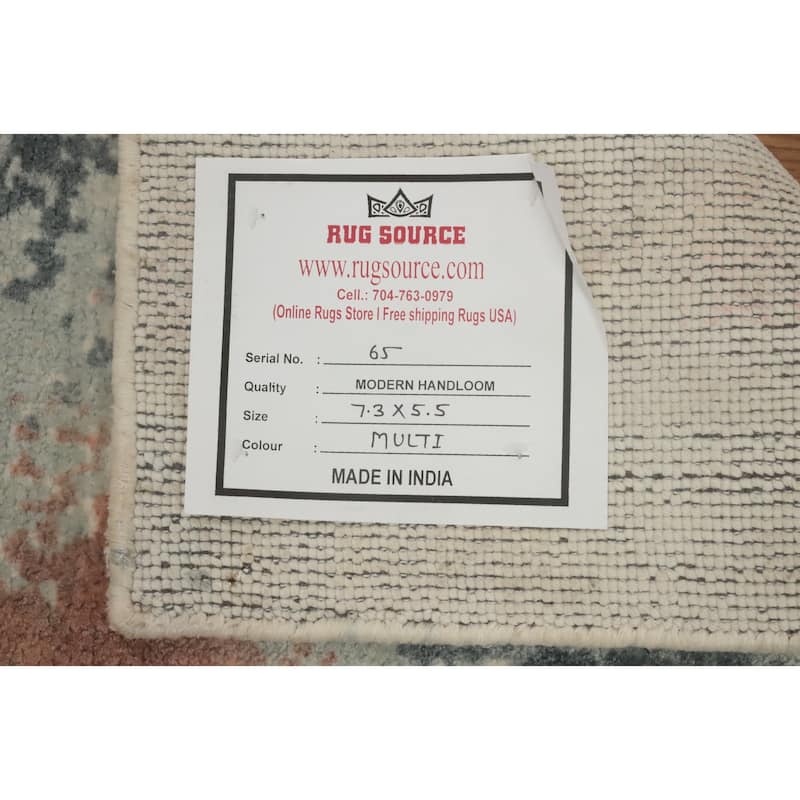 RUG SOURCE
www.rugsource.com
Cell.: 704-763-0979
(Online Rugs Store | Free shipping Rugs USA)
Serial No. : 65
Quality : MODERN HANDLOOM
Size : 7.3 X 5.5
Colour : MULTI
MADE IN INDIA